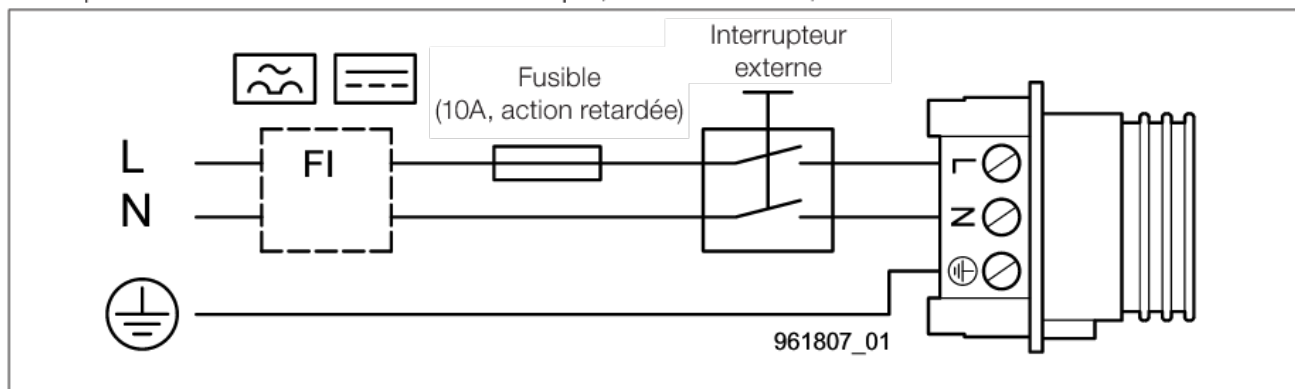 Interrupteur
externe
Fusible
(10A, action retardée)
L
FI
N
L
N
961807_01